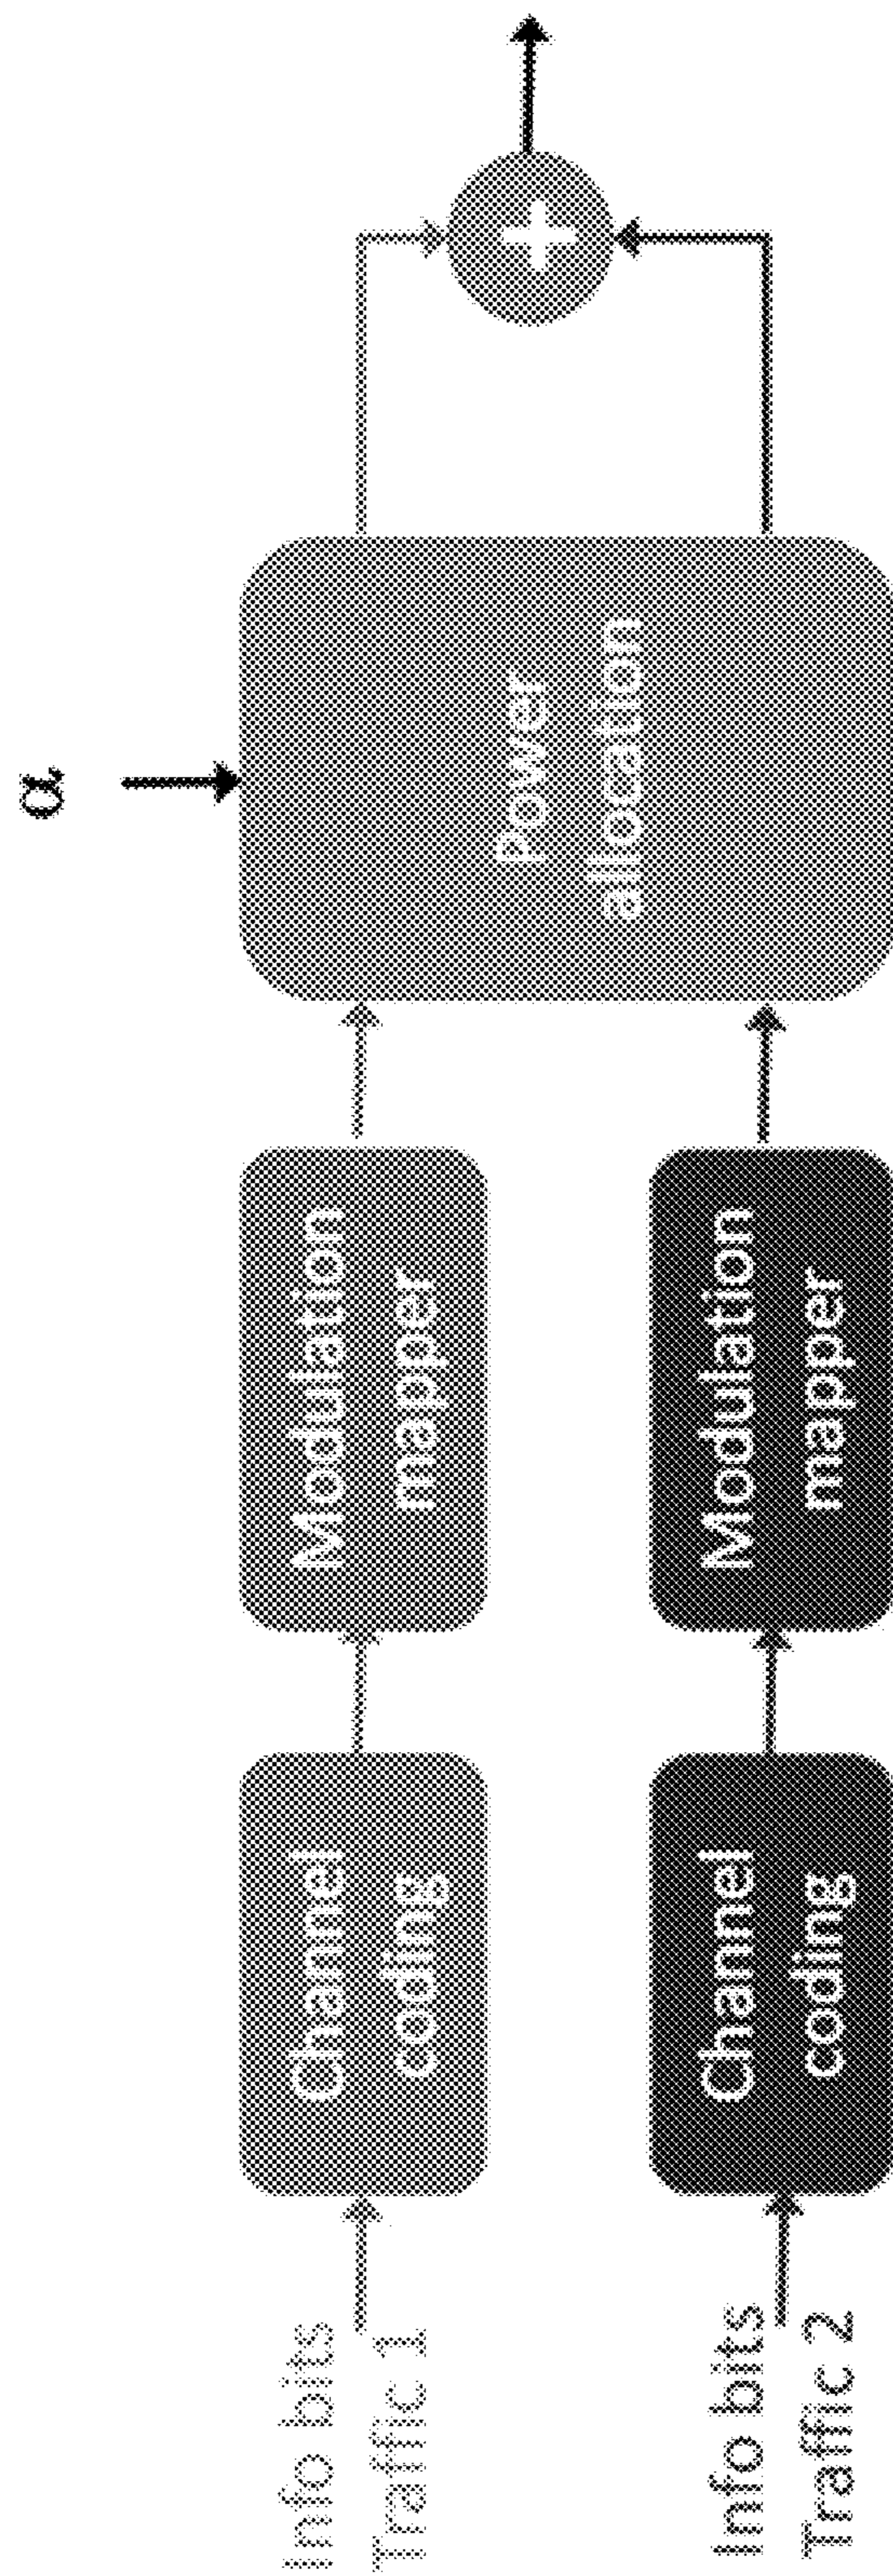 Info bits
Traffic 1
Channel
coding
Modulation
mapper
α
Power
allocation
+
Info bits
Traffic 2
Channel
coding
Modulation
mapper